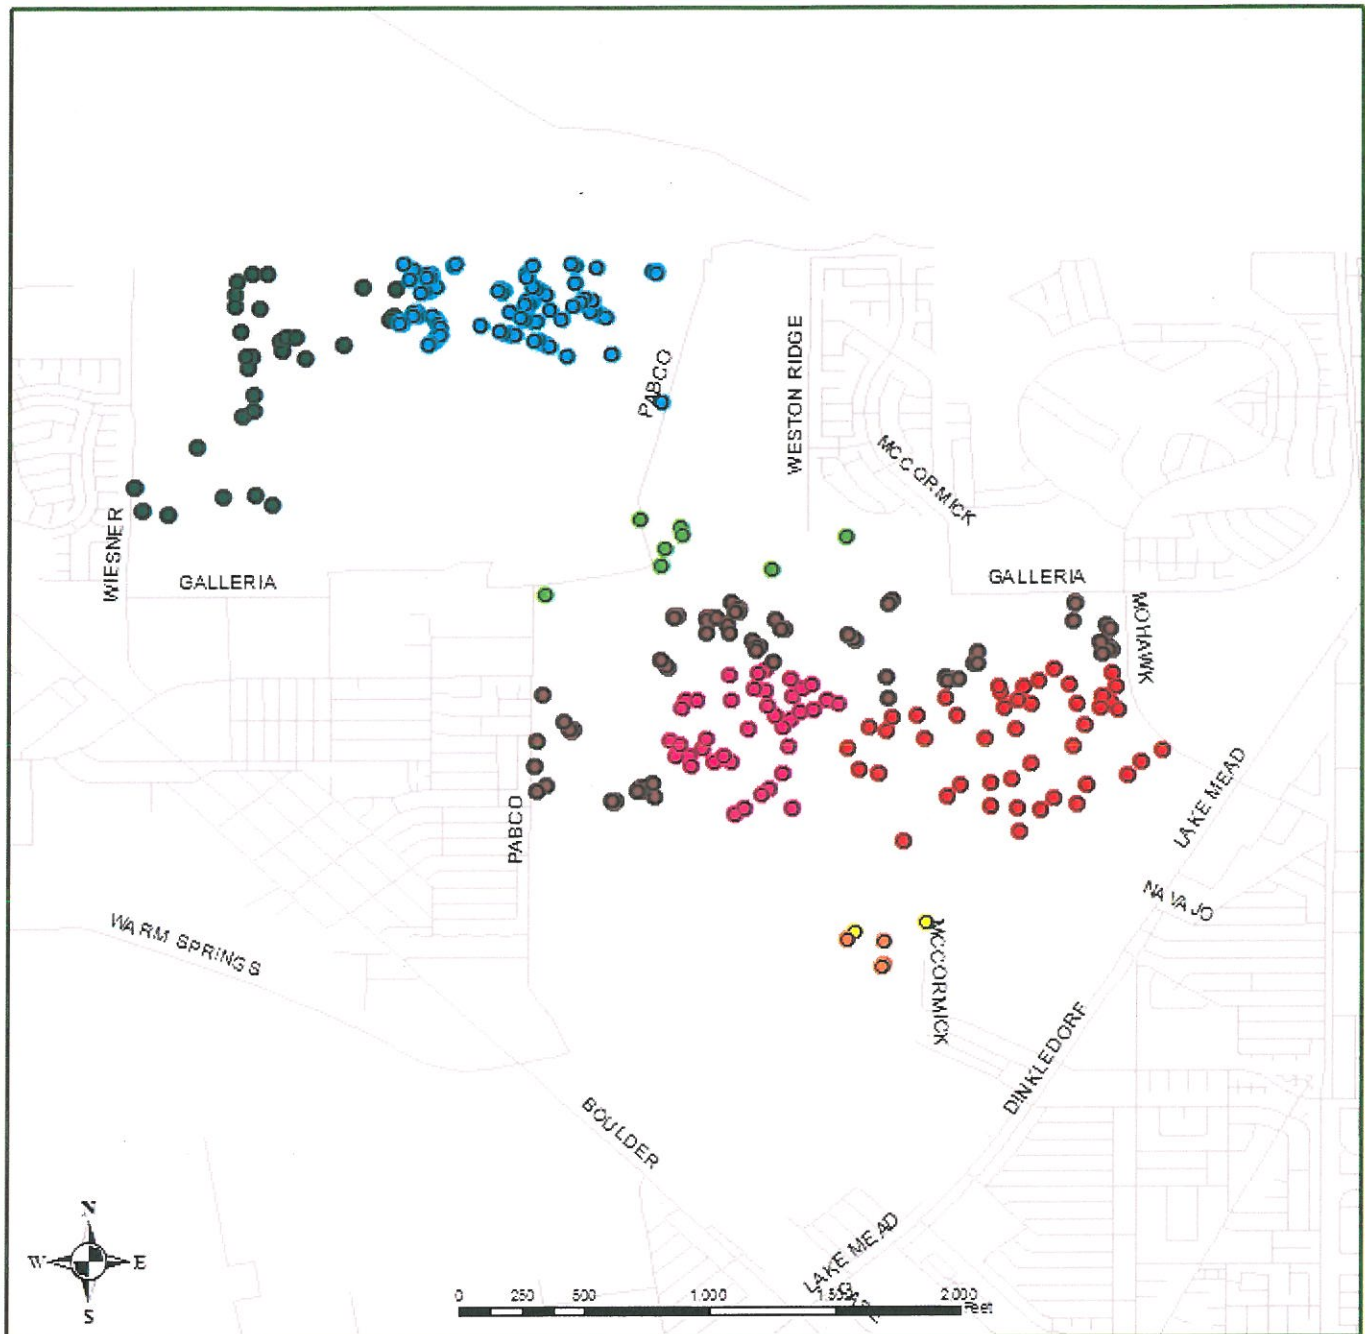 PABCO
WESTON RIDGE
MCCORMICK
WIESNER
GALLERIA
GALLERIA
MOHAWK
PABCO
LAKE MEAD
NAVAJO
WARM SPRINGS
MCCORMICK
DINKLEDORF
BOULDER
N
W E
S
LAKE MEAD
0 250 500 1,000 2,000
Feet